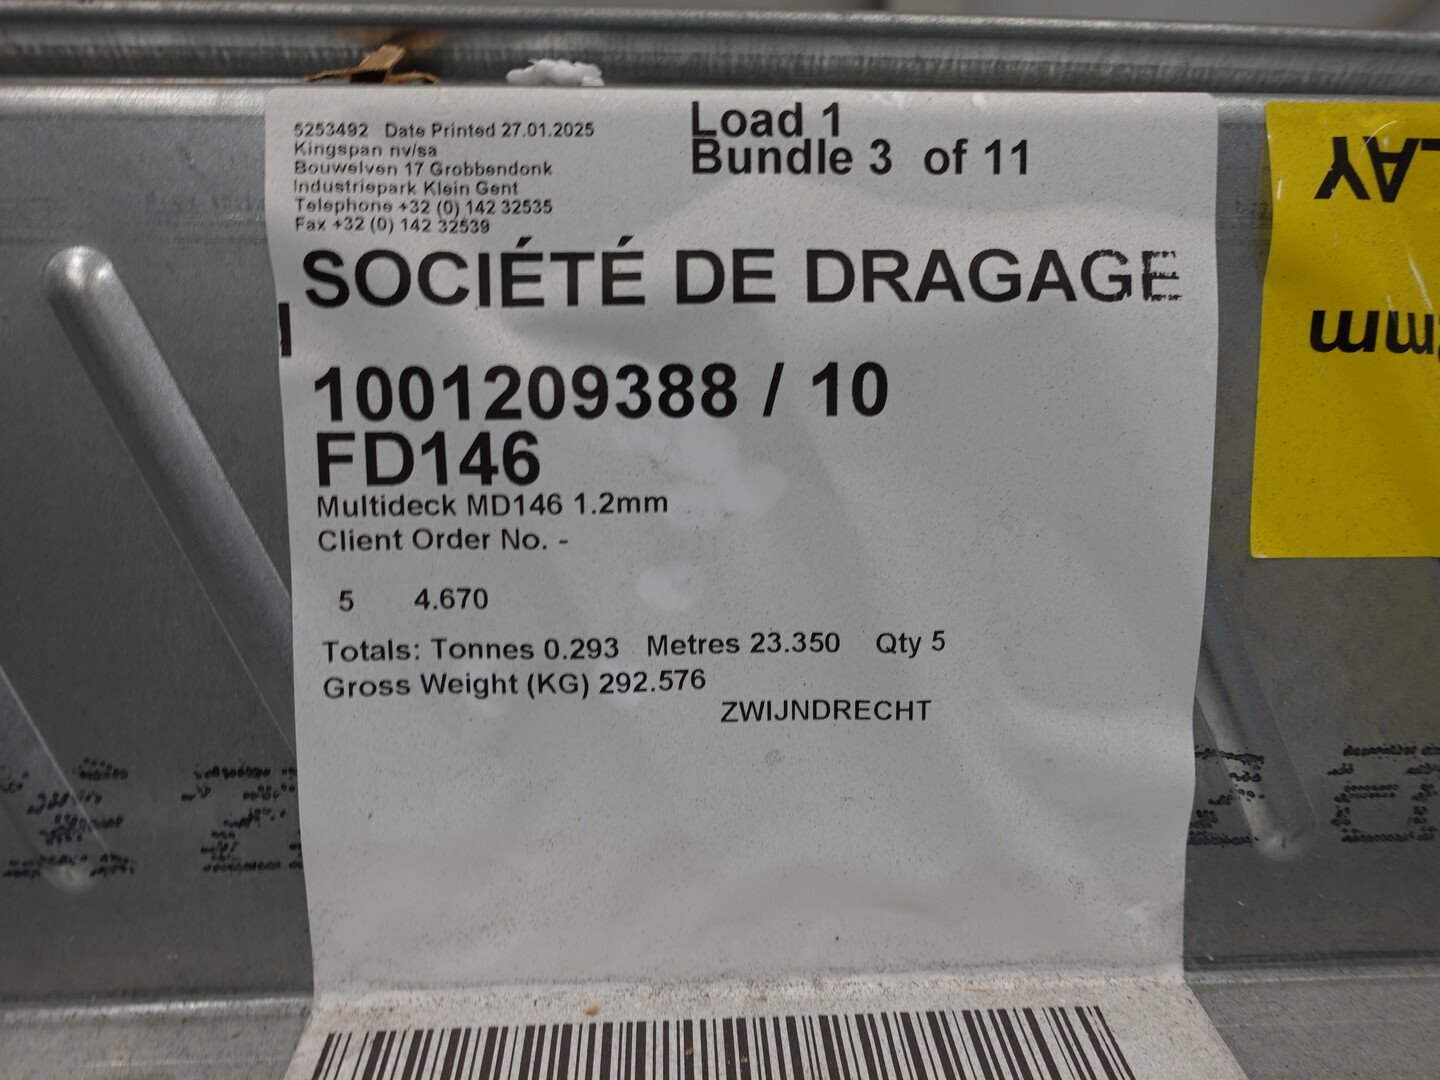 5253492 Date Printed 27.01.2025
Kingspan nv/sa
Bouwelven 17 Grobbendonk
Industriepark Klein Gent
Telephone +32 (0) 142 32535
Fax +32 (0) 142 32539
Load 1
Bundle 3 of 11
SOCIÉTÉ DE DRAGAGE
1001209388 / 10
FD146
Multideck MD146 1.2mm
Client Order No. -
5 4.670
Totals: Tonnes 0.293 Metres 23.350 Qty 5
Gross Weight (KG) 292.576
ZWIJNDRECHT